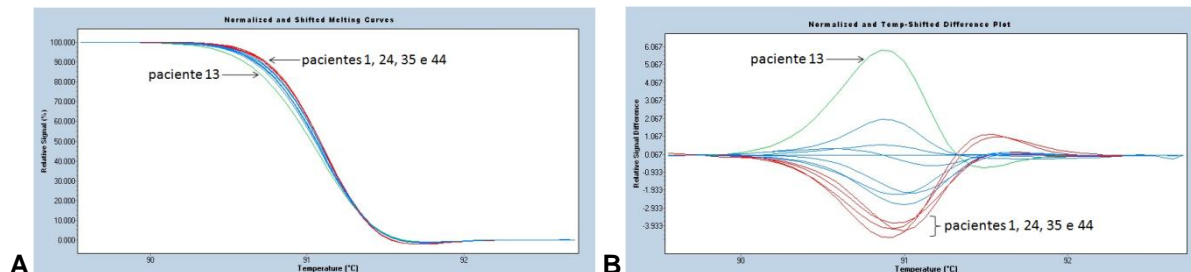 Normalized and Shifted Melting Curves
100.000
90.000
80.000
70.000
60.000
50.000
40.000
30.000
20.000
10.000
0.000
Relative Signal (%)
pacientes 1, 24, 35 e 44
paciente 13
90
91
92
Temperature (°C)
A
Normalized and Temp-Shifted Difference Plot
6.067
5.067
4.067
3.067
2.067
1.067
0.067
-0.933
-1.933
-2.933
-3.933
Relative Signal Difference
paciente 13
pacientes 1, 24, 35 e 44
90
91
92
Temperature (°C)
B